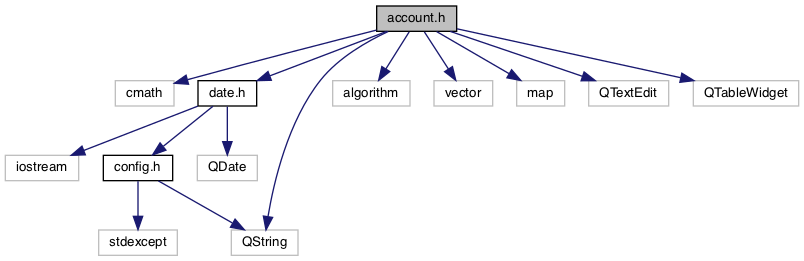 account.h
cmath
date.h
algorithm
vector
map
QTextEdit
QTableWidget
iostream
config.h
QDate
stdexcept
QString